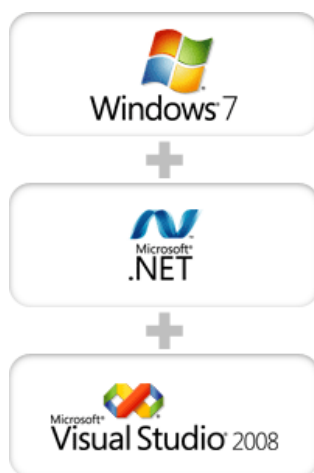 Windows 7
+
Microsoft®
.NET
+
Microsoft®
Visual Studio® 2008